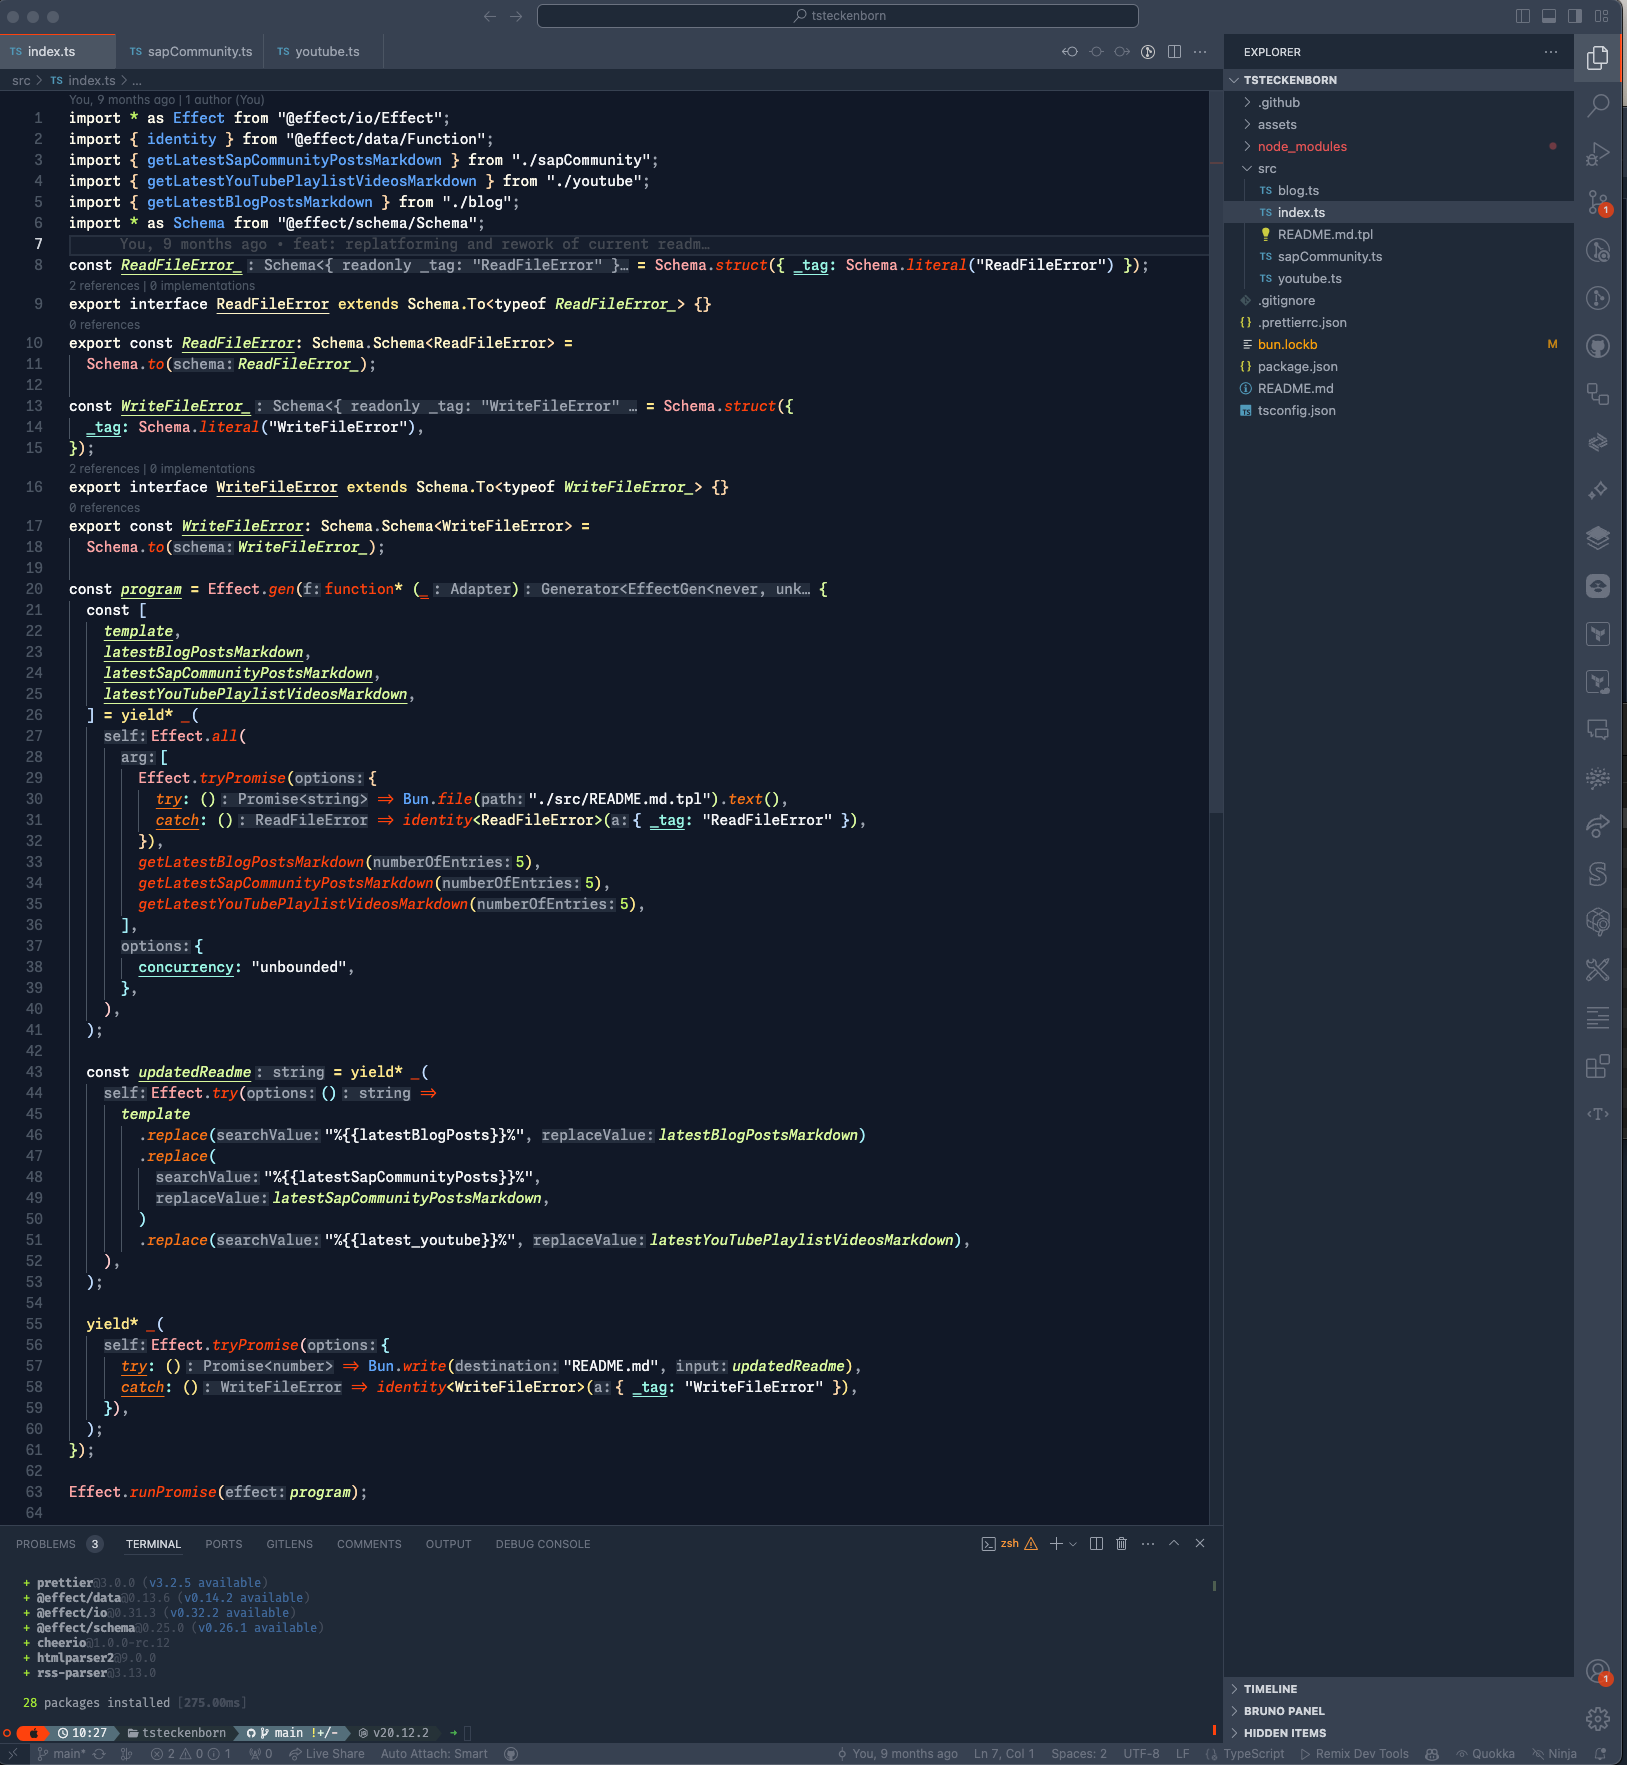 tsteckenborn
TS index.ts
TS sapCommunity.ts
TS youtube.ts
src > TS index.ts > ...
You, 9 months ago | 1 author (You)
1 import * as Effect from "@effect/io/Effect";
2 import { identity } from "@effect/data/Function";
3 import { getLatestSapCommunityPostsMarkdown } from "./sapCommunity";
4 import { getLatestYouTubePlaylistVideosMarkdown } from "./youtube";
5 import { getLatestBlogPostsMarkdown } from "./blog";
6 import * as Schema from "@effect/schema/Schema";
7 You, 9 months ago • feat: replatforming and rework of current readm…
8 const ReadFileError_: Schema<{ readonly _tag: "ReadFileError" }… = Schema.struct({ _tag: Schema.literal("ReadFileError") });
2 references | 0 implementations
9 export interface ReadFileError extends Schema.To<typeof ReadFileError_> {}
0 references
10 export const ReadFileError: Schema.Schema<ReadFileError> =
11 Schema.to(schema: ReadFileError_);
12
13 const WriteFileError_: Schema<{ readonly _tag: "WriteFileError" … = Schema.struct({
14 _tag: Schema.literal("WriteFileError"),
15 });
2 references | 0 implementations
16 export interface WriteFileError extends Schema.To<typeof WriteFileError_> {}
0 references
17 export const WriteFileError: Schema.Schema<WriteFileError> =
18 Schema.to(schema: WriteFileError_);
19
20 const program = Effect.gen(f: function* (_: Adapter): Generator<EffectGen<never, unk… {
21 const [
22 template,
23 latestBlogPostsMarkdown,
24 latestSapCommunityPostsMarkdown,
25 latestYouTubePlaylistVideosMarkdown,
26 ] = yield* _(
27 self: Effect.all(
28 arg: [
29 Effect.tryPromise(options: {
30 try: (): Promise<string> => Bun.file(path: "./src/README.md.tpl").text(),
31 catch: (): ReadFileError => identity<ReadFileError>(a: { _tag: "ReadFileError" }),
32 }),
33 getLatestBlogPostsMarkdown(numberOfEntries: 5),
34 getLatestSapCommunityPostsMarkdown(numberOfEntries: 5),
35 getLatestYouTubePlaylistVideosMarkdown(numberOfEntries: 5),
36 ],
37 options: {
38 concurrency: "unbounded",
39 },
40 ),
41 );
42
43 const updatedReadme: string = yield* _(
44 self: Effect.try(options: (): string =>
45 template
46 .replace(searchValue: "%{{latestBlogPosts}}%", replaceValue: latestBlogPostsMarkdown)
47 .replace(
48 searchValue: "%{{latestSapCommunityPosts}}%",
49 replaceValue: latestSapCommunityPostsMarkdown,
50 )
51 .replace(searchValue: "%{{latest_youtube}}%", replaceValue: latestYouTubePlaylistVideosMarkdown),
52 ),
53 );
54
55 yield* _(
56 self: Effect.tryPromise(options: {
57 try: (): Promise<number> => Bun.write(destination: "README.md", input: updatedReadme),
58 catch: (): WriteFileError => identity<WriteFileError>(a: { _tag: "WriteFileError" }),
59 }),
60 );
61 });
62
63 Effect.runPromise(effect: program);
64
PROBLEMS 3 TERMINAL PORTS GITLENS COMMENTS OUTPUT DEBUG CONSOLE
zsh
+ prettier@3.0.0 (v3.2.5 available)
+ @effect/data@0.13.6 (v0.14.2 available)
+ @effect/io@0.31.3 (v0.32.2 available)
+ @effect/schema@0.25.0 (v0.26.1 available)
+ cheerio@1.0.0-rc.12
+ htmlparser2@9.0.0
+ rss-parser@3.13.0
28 packages installed [275.00ms]
10:27 tsteckenborn main !+/- v20.12.2
EXPLORER
TSTECKENBORN
.github
assets
node_modules
src
TS blog.ts
TS index.ts
README.md.tpl
TS sapCommunity.ts
TS youtube.ts
.gitignore
{} .prettierrc.json
bun.lockb M
{} package.json
README.md
tsconfig.json
TIMELINE
BRUNO PANEL
HIDDEN ITEMS
1
1
main* 2 0 1 0 Live Share Auto Attach: Smart You, 9 months ago Ln 7, Col 1 Spaces: 2 UTF-8 LF TypeScript Remix Dev Tools Quokka Ninja